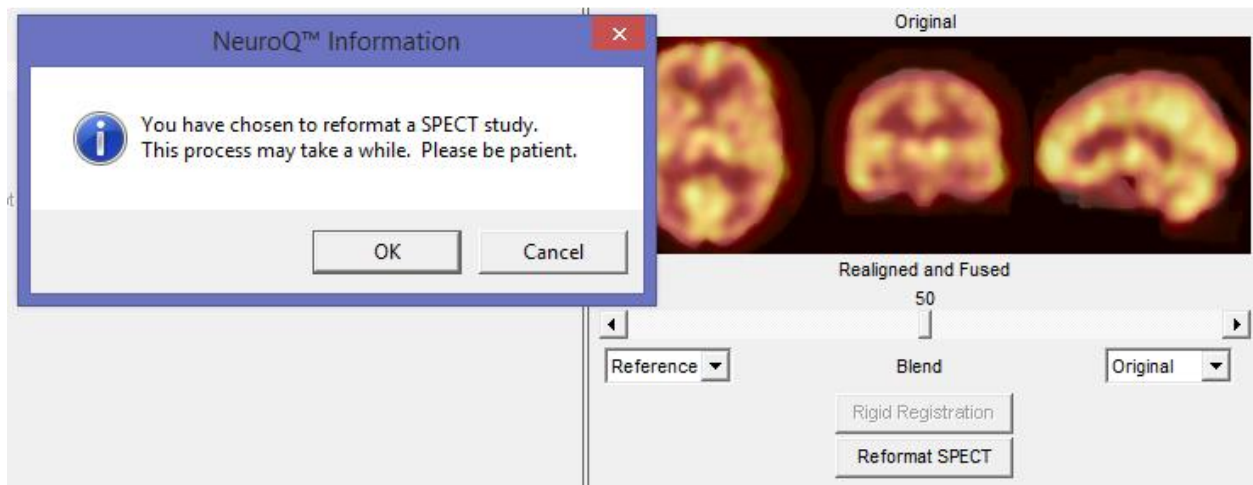 NeuroQ™ Information
You have chosen to reformat a SPECT study.
This process may take a while.  Please be patient.
OK
Cancel
Original
Realigned and Fused
50
Reference
Blend
Original
Rigid Registration
Reformat SPECT